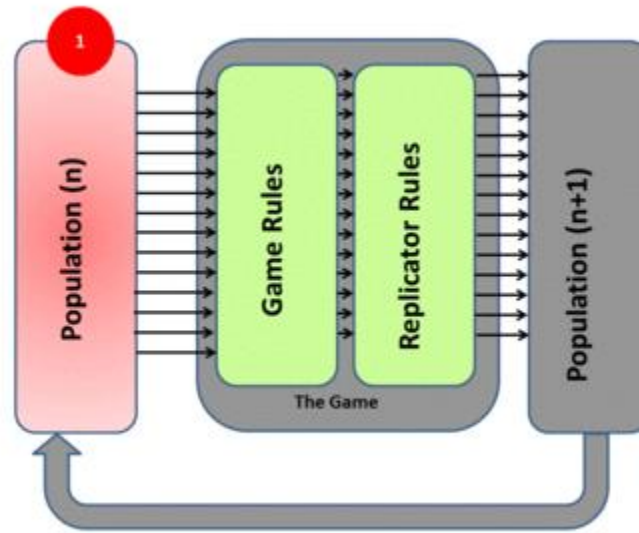 1
Population (n)
Game Rules
Replicator Rules
The Game
Population (n+1)